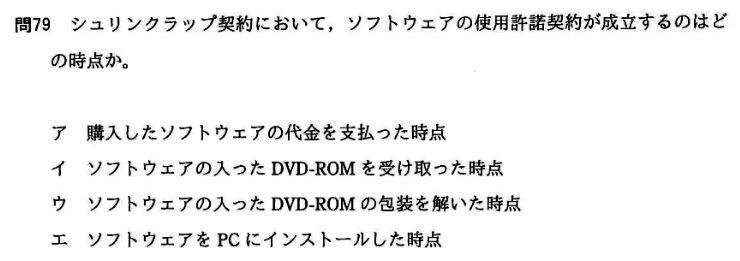 問79 シュリンクラップ契約において，ソフトウェアの使用許諾契約が成立するのはど
の時点か。
ア 購入したソフトウェアの代金を支払った時点
イ ソフトウェアの入った DVD-ROM を受け取った時点
ウ ソフトウェアの入った DVD-ROM の包装を解いた時点
エ ソフトウェアを PC にインストールした時点